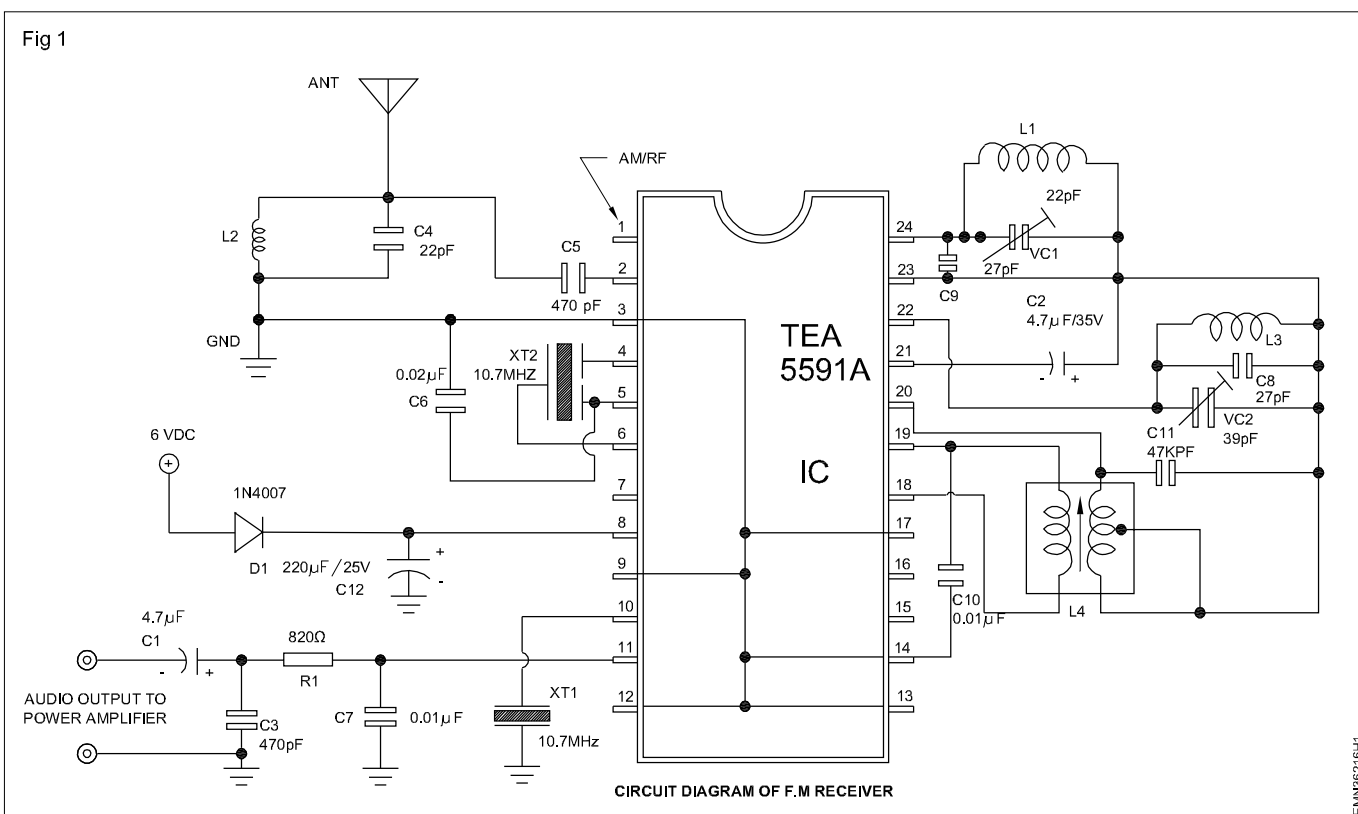 Fig 1
ANT
AM/RF
L1
22pF
VC1
27pF
C9
L2
C4
22pF
C5
470 pF
GND
1
2
3
4
5
6
7
8
9
10
11
12
24
23
22
21
20
19
18
17
16
15
14
13
TEA
5591A
IC
C2
4.7µF/35V
L3
C8
27pF
VC2
39pF
C11
47KPF
XT2
10.7MHZ
0.02µF
C6
6 VDC
+
1N4007
D1
220µF/25V
C12
+
-
4.7µF
C1
-
+
820Ω
R1
AUDIO OUTPUT TO
POWER AMPLIFIER
C3
470pF
C7
0.01µF
XT1
10.7MHz
-
+
C10
0.01µF
L4
CIRCUIT DIAGRAM OF F.M RECEIVER
EMN36216H1